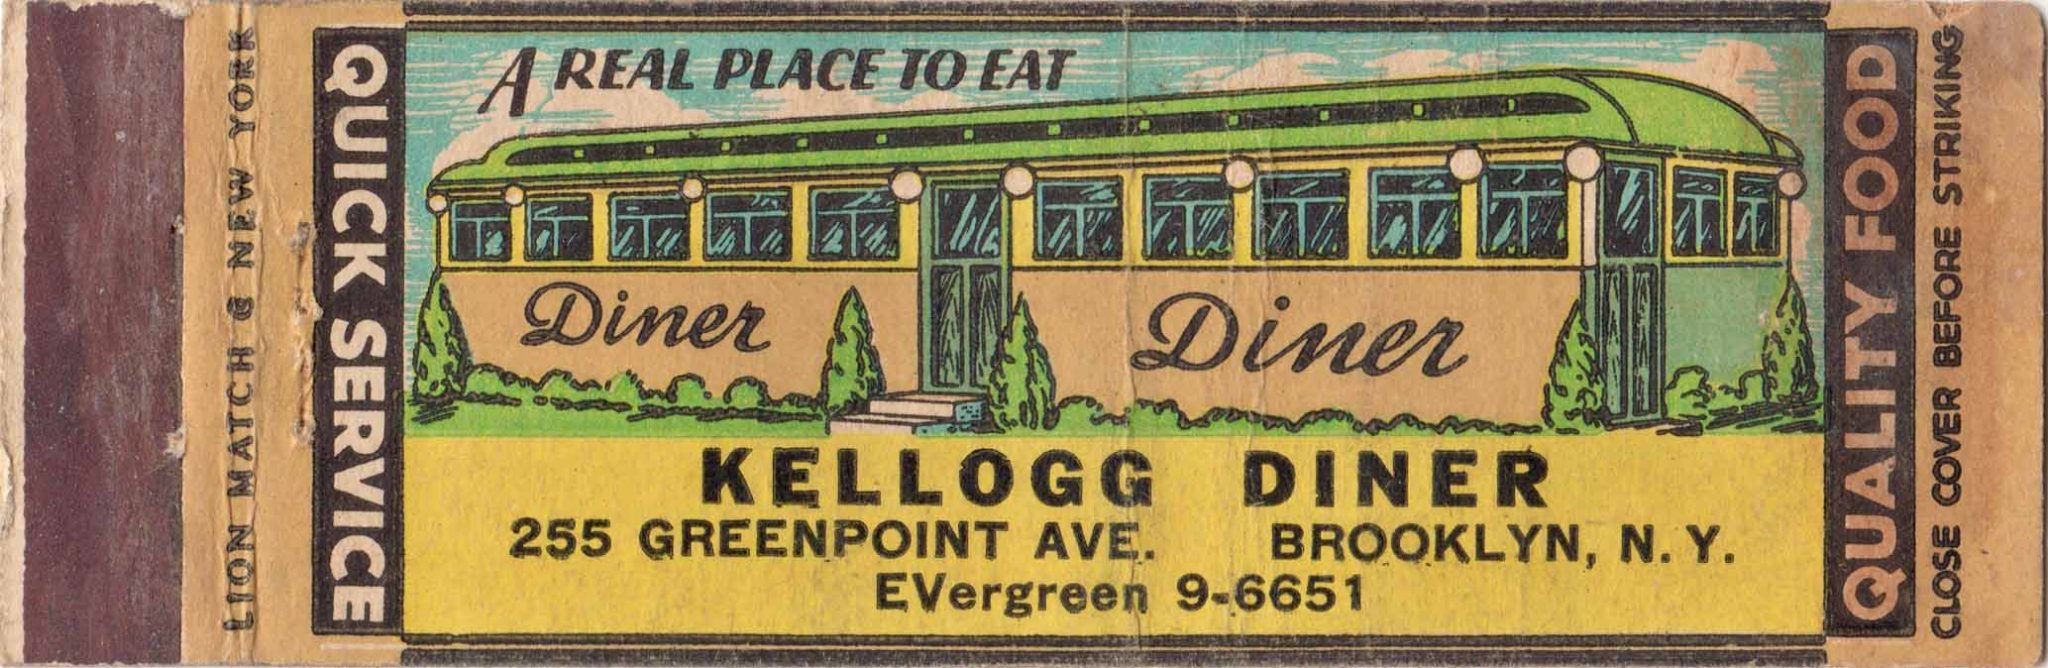 LION MATCH @ NEW YORK
QUICK SERVICE
A REAL PLACE TO EAT
Diner
Diner
KELLOGG DINER
255 GREENPOINT AVE. BROOKLYN, N.Y.
EVergreen 9-6651
QUALITY FOOD
CLOSE COVER BEFORE STRIKING